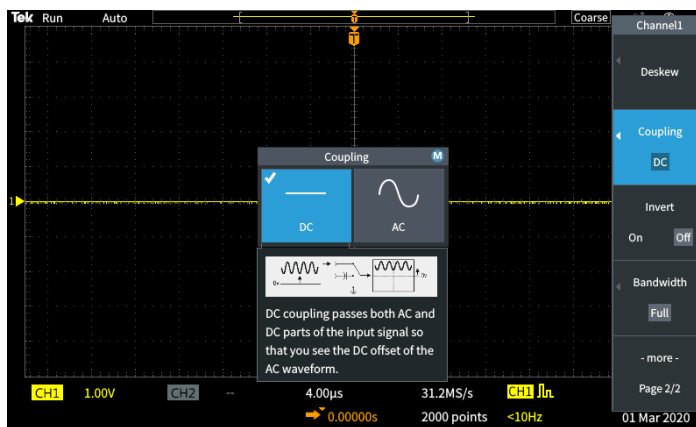 Tek Run Auto Coarse
T
T
Channel1
Deskew
Coupling
DC
Invert
On Off
Bandwidth
Full
- more -
Page 2/2
Coupling M
DC AC
0v 0v
DC coupling passes both AC and
DC parts of the input signal so
that you see the DC offset of the
AC waveform.
1
CH1 1.00V CH2 -- 4.00µs 31.2MS/s CH1
0.00000s 2000 points <10Hz 01 Mar 2020